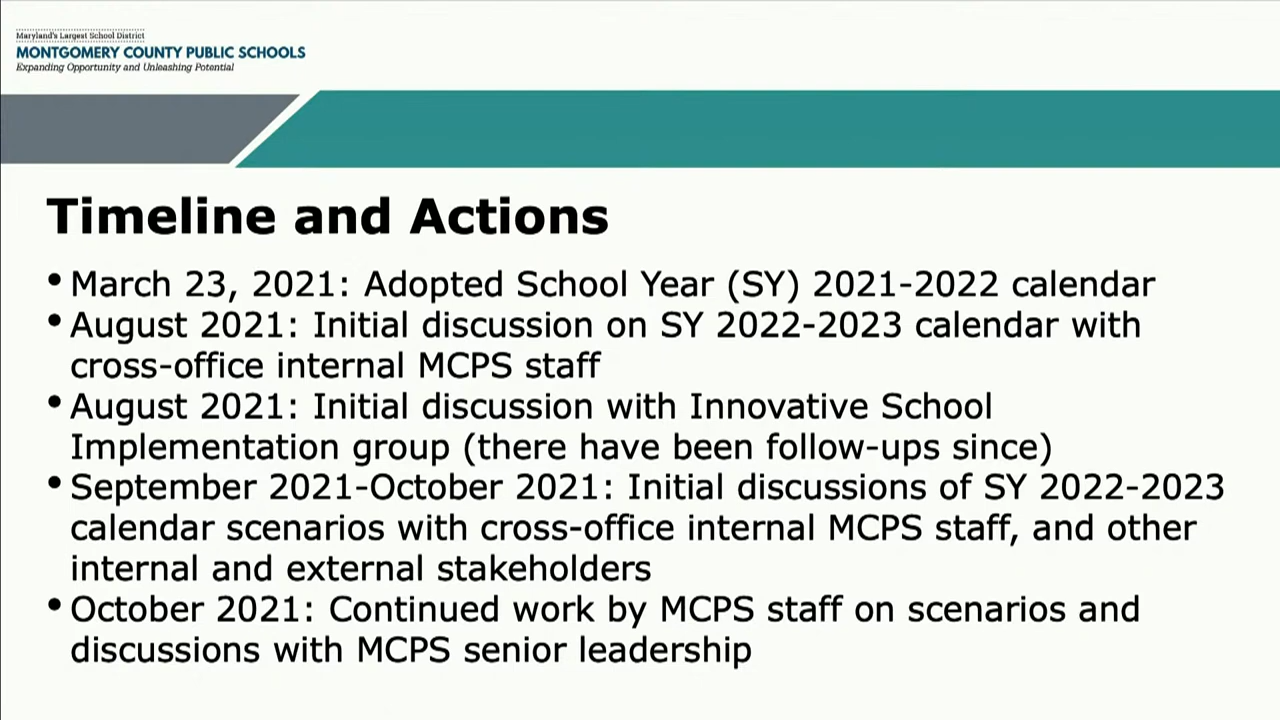 Maryland's Largest School District
MONTGOMERY COUNTY PUBLIC SCHOOLS
Expanding Opportunity and Unleashing Potential
Timeline and Actions
• March 23, 2021: Adopted School Year (SY) 2021-2022 calendar
• August 2021: Initial discussion on SY 2022-2023 calendar with
cross-office internal MCPS staff
• August 2021: Initial discussion with Innovative School
Implementation group (there have been follow-ups since)
• September 2021-October 2021: Initial discussions of SY 2022-2023
calendar scenarios with cross-office internal MCPS staff, and other
internal and external stakeholders
• October 2021: Continued work by MCPS staff on scenarios and
discussions with MCPS senior leadership